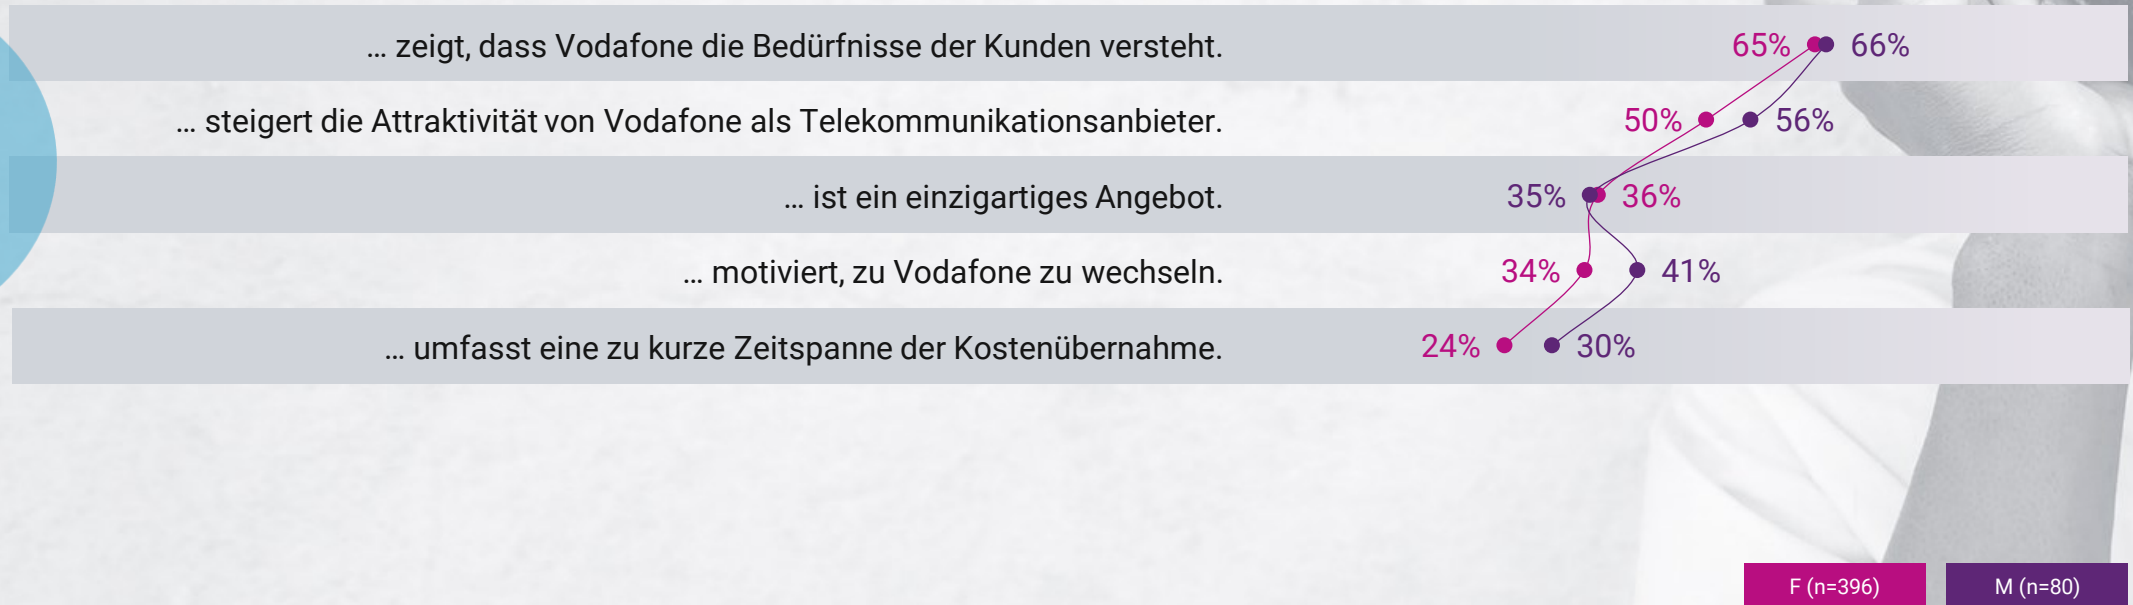 ... zeigt, dass Vodafone die Bedürfnisse der Kunden versteht. 65% 66%
... steigert die Attraktivität von Vodafone als Telekommunikationsanbieter. 50% 56%
... ist ein einzigartiges Angebot. 35% 36%
... motiviert, zu Vodafone zu wechseln. 34% 41%
... umfasst eine zu kurze Zeitspanne der Kostenübernahme. 24% 30%
F (n=396) M (n=80)